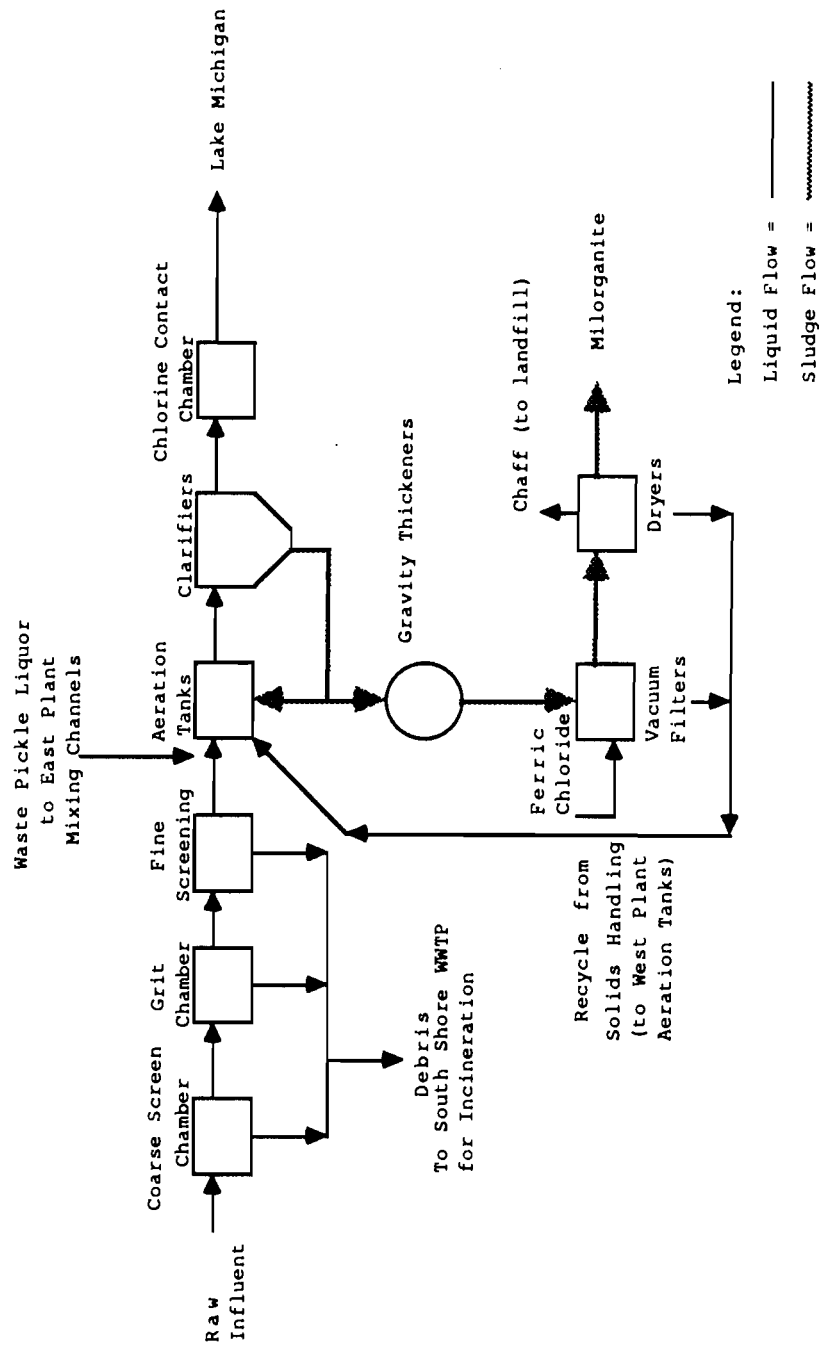 Raw
Influent
Coarse Screen
Chamber
Grit
Chamber
Fine
Screening
Waste Pickle Liquor
to East Plant
Mixing Channels
Aeration
Tanks
Clarifiers
Chlorine Contact
Chamber
Lake Michigan
Debris
To South Shore WWTP
for Incineration
Gravity Thickeners
Ferric
Chloride
Vacuum
Filters
Dryers
Chaff (to landfill)
Milorganite
Recycle from
Solids Handling
(to West Plant
Aeration Tanks)
Legend:
Liquid Flow =
Sludge Flow =